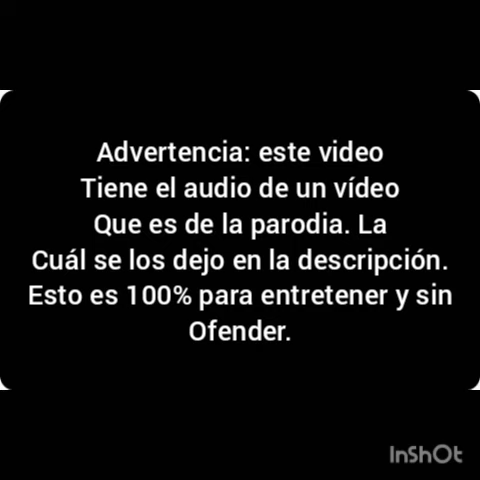 Advertencia: este video
Tiene el audio de un vídeo
Que es de la parodia. La
Cuál se los dejo en la descripción.
Esto es 100% para entretener y sin
Ofender.
InShOt